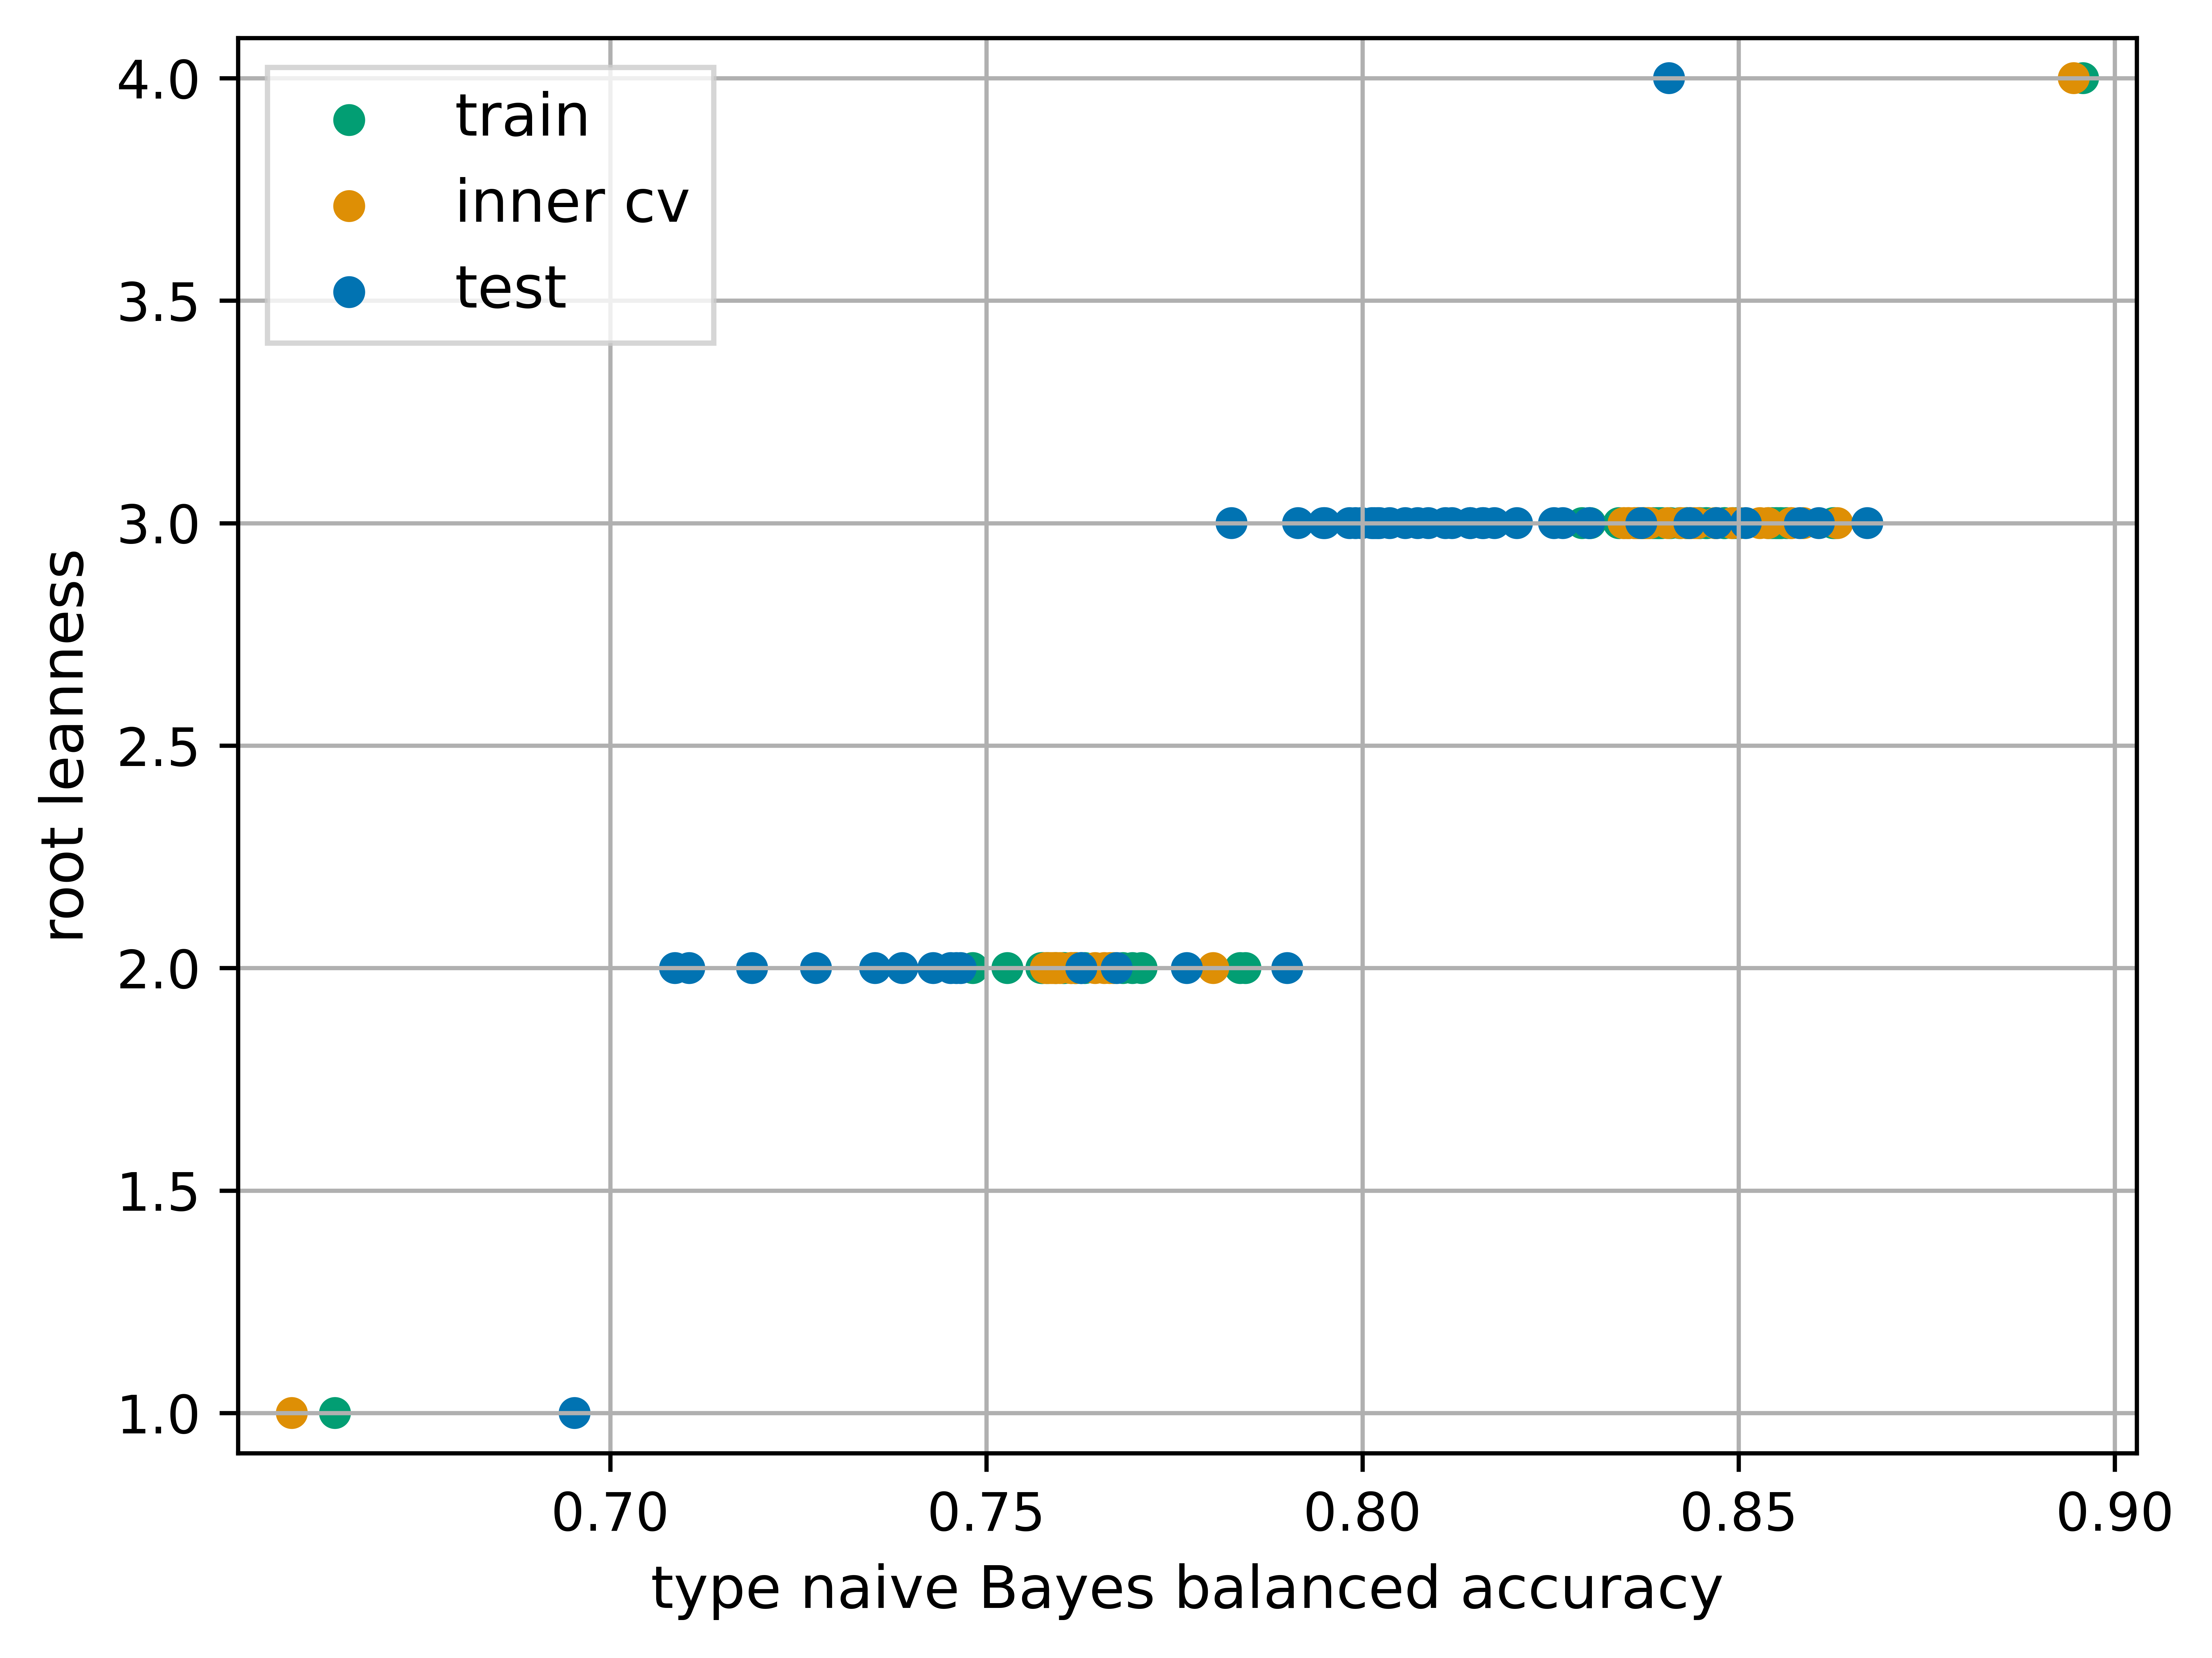 4.0
3.5
3.0
2.5
2.0
1.5
1.0
root leanness
train
inner cv
test
0.70 0.75 0.80 0.85 0.90
type naive Bayes balanced accuracy